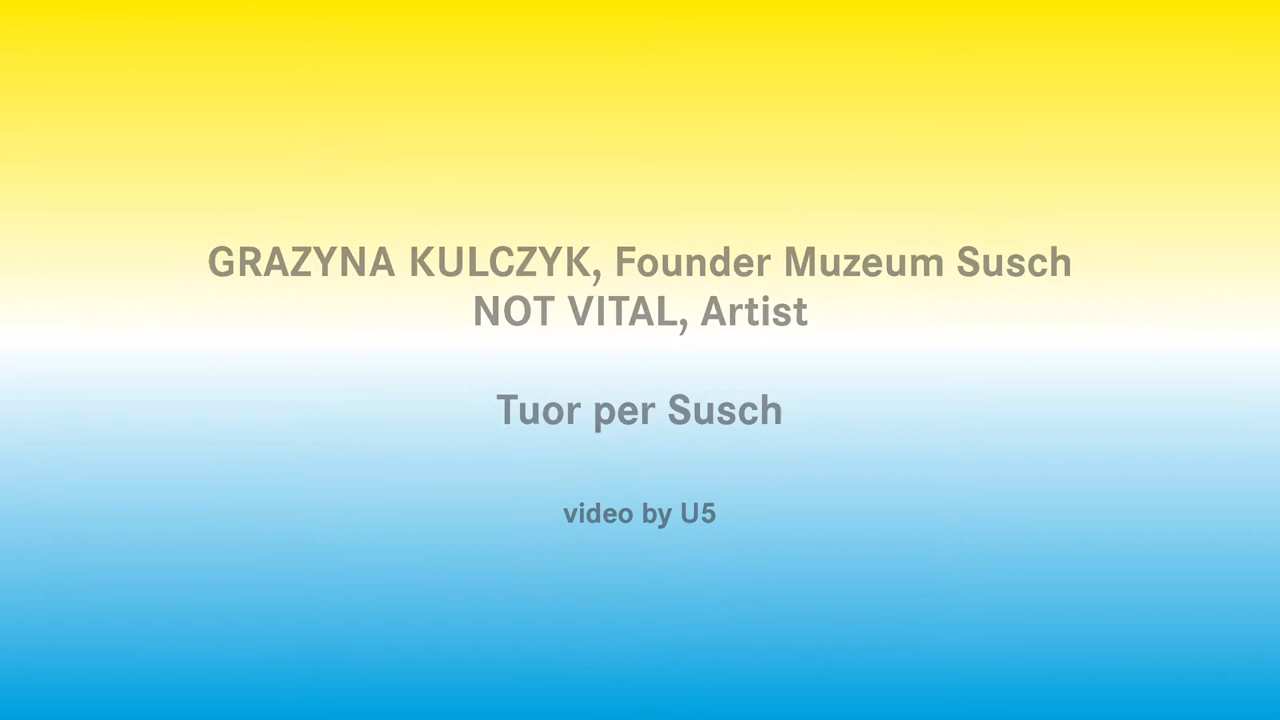 GRAZYNA KULCZYK, Founder Muzeum Susch
NOT VITAL, Artist
Tuor per Susch
video by U5